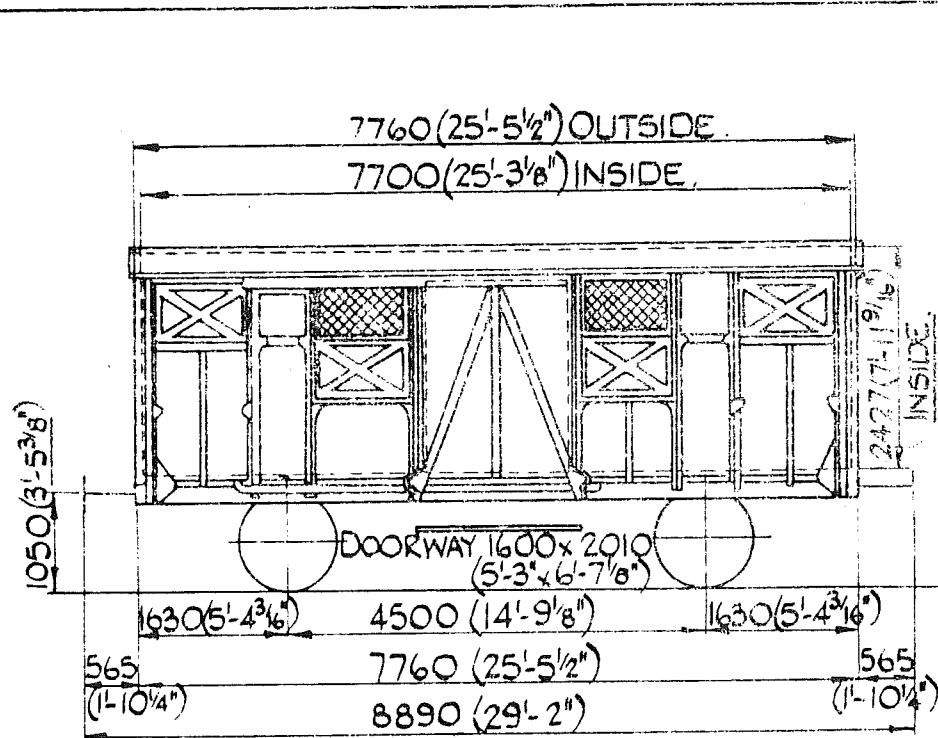 7760 (25'-5½") OUTSIDE.
7700 (25'-3⅛") INSIDE.
2427 (7'-11 9/16")
INSIDE
1050 (3'-5⅜")
DOORWAY 1600 x 2010
(5'-3" x 6'-7⅛")
1630 (5'-4 3/16")
4500 (14'-9⅛")
1630 (5'-4 3/16")
565
(1'-10¼")
7760 (25'-5½")
565
(1'-10¼")
8890 (29'-2")